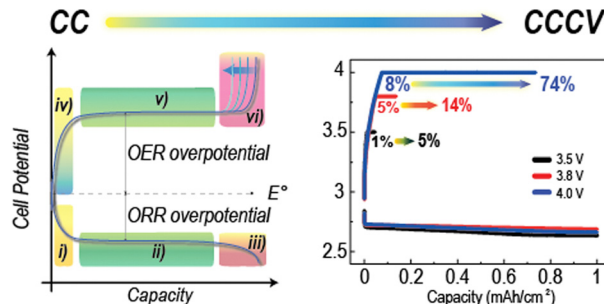 CC
CCCV
Cell Potential
iv)
v)
vi)
OER overpotential
E°
ORR overpotential
i)
ii)
iii)
Capacity
4
3.5
3
2.5
8%
74%
5%
14%
1%
5%
3.5 V
3.8 V
4.0 V
0
0.2
0.4
0.6
0.8
1
Capacity (mAh/cm²)